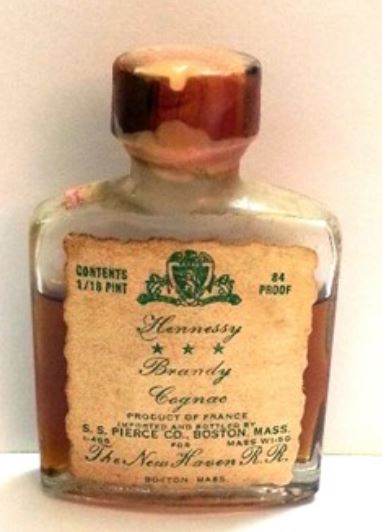 CONTENTS
1/16 PINT
84
PROOF
Hennessy
★ ★ ★
Brandy
Cognac
PRODUCT OF FRANCE
IMPORTED AND BOTTLED BY
S. S. PIERCE CO., BOSTON, MASS.
FOR
The New Haven R.R.
BOSTON MASS.